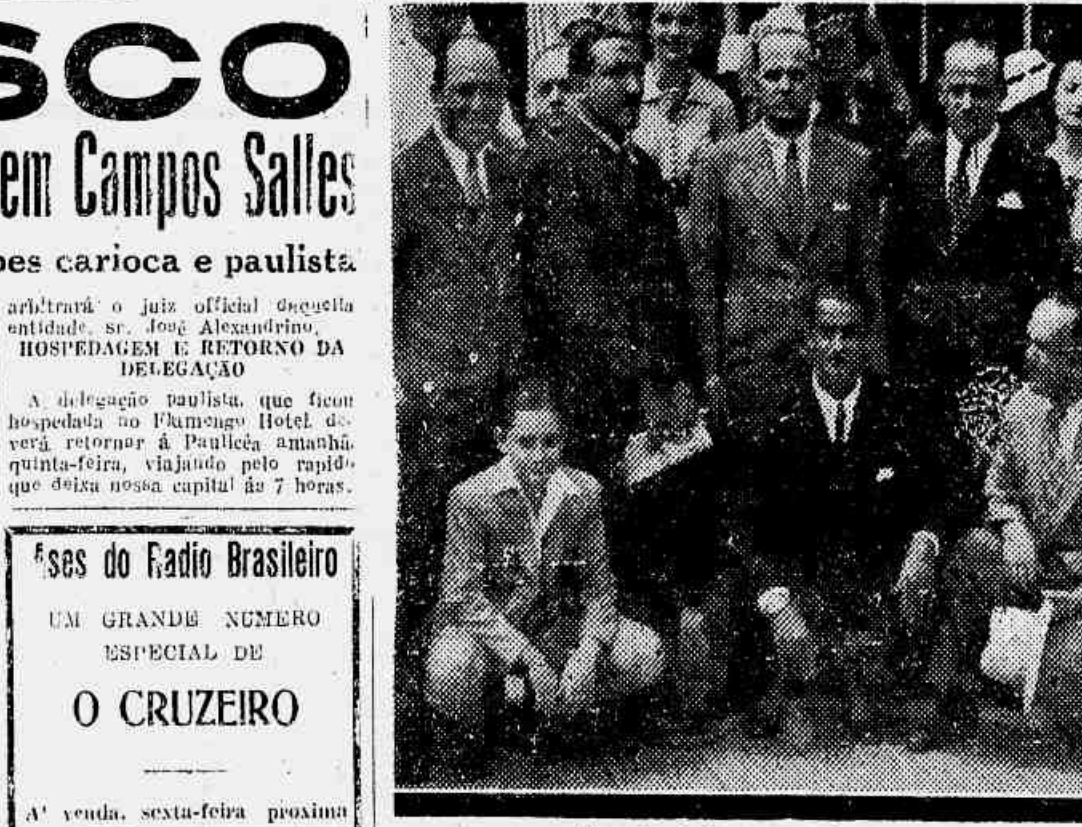 SCO
em Campos Salles
carioca e paulista
arbitrará o juiz official daquella
entidade, sr. José Alexandrino.
HOSPEDAGEM E RETORNO DA
DELEGAÇÃO
A delegação paulista, que ficou
hospedada no Flamengo Hotel de-
verá retornar á Paulicéa amanhã,
quinta-feira, viajando pelo rapido
que deixa nossa capital ás 7 horas.
ses do Radio Brasileiro
UM GRANDE NUMERO
ESPECIAL DE
O CRUZEIRO
A' venda, sexta-feira proxima